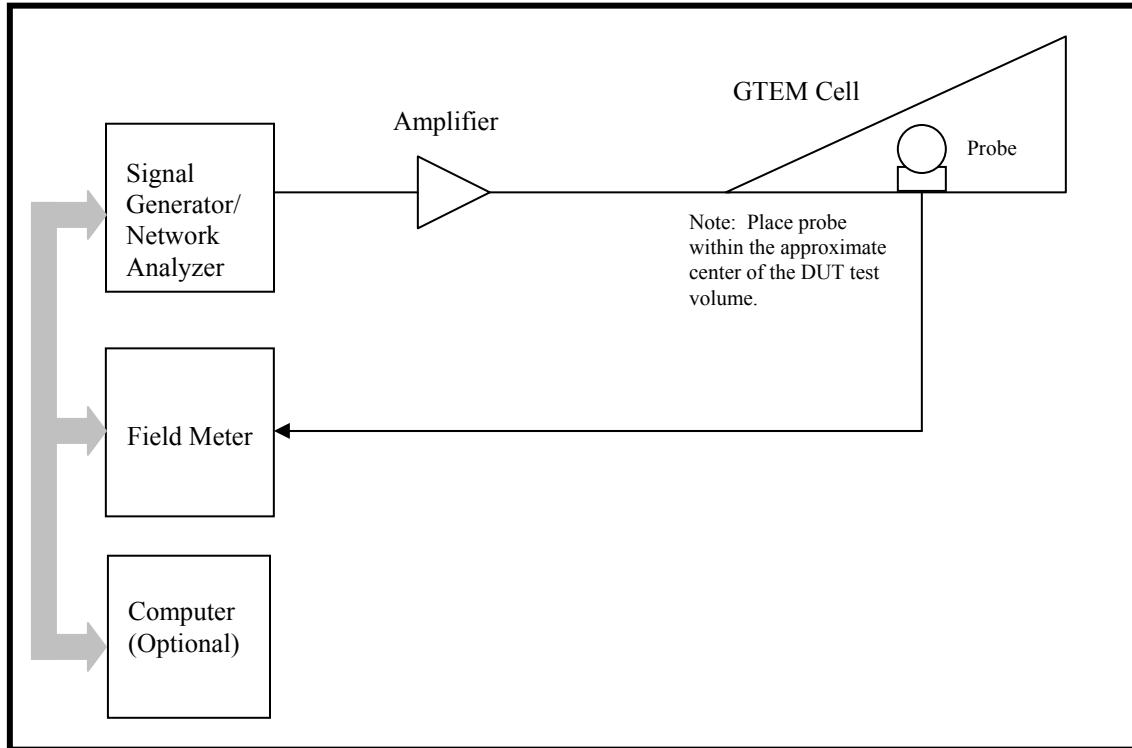 GTEM Cell
Amplifier
Probe
Signal
Generator/
Network
Analyzer
Note:  Place probe
within the approximate
center of the DUT test
volume.
Field Meter
Computer
(Optional)